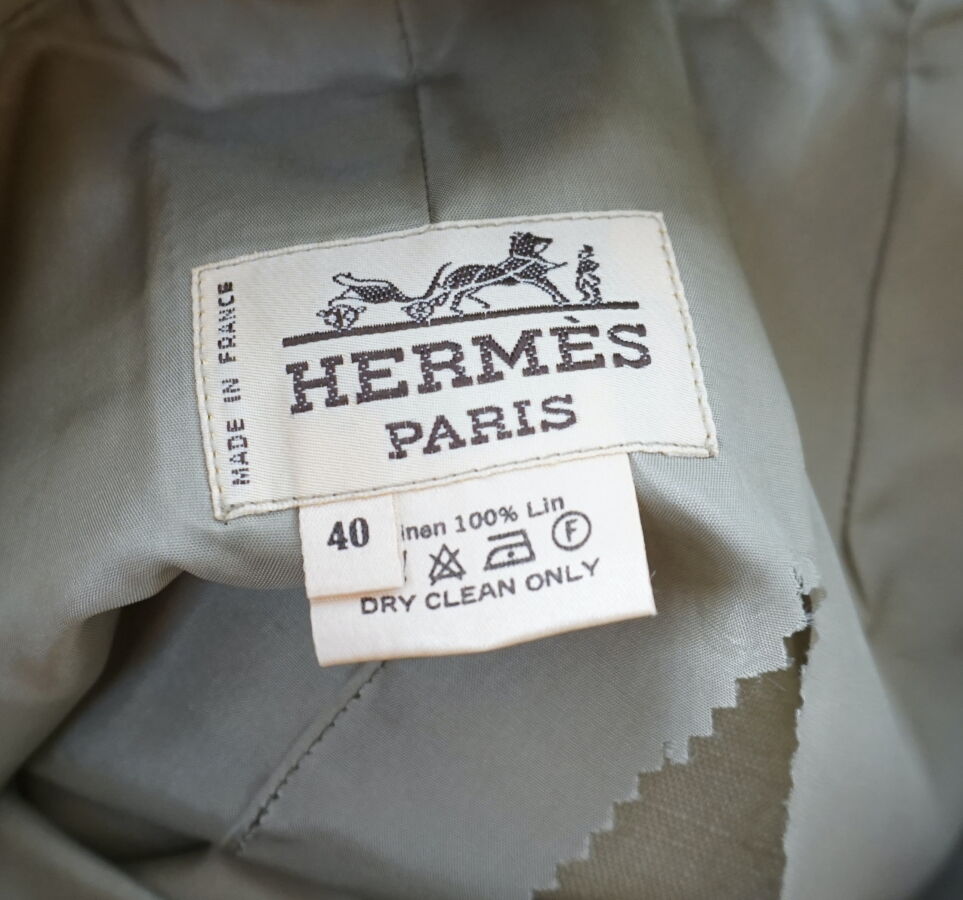 MADE IN FRANCE
HERMÈS
PARIS
40
inen 100% Lin
F
DRY CLEAN ONLY